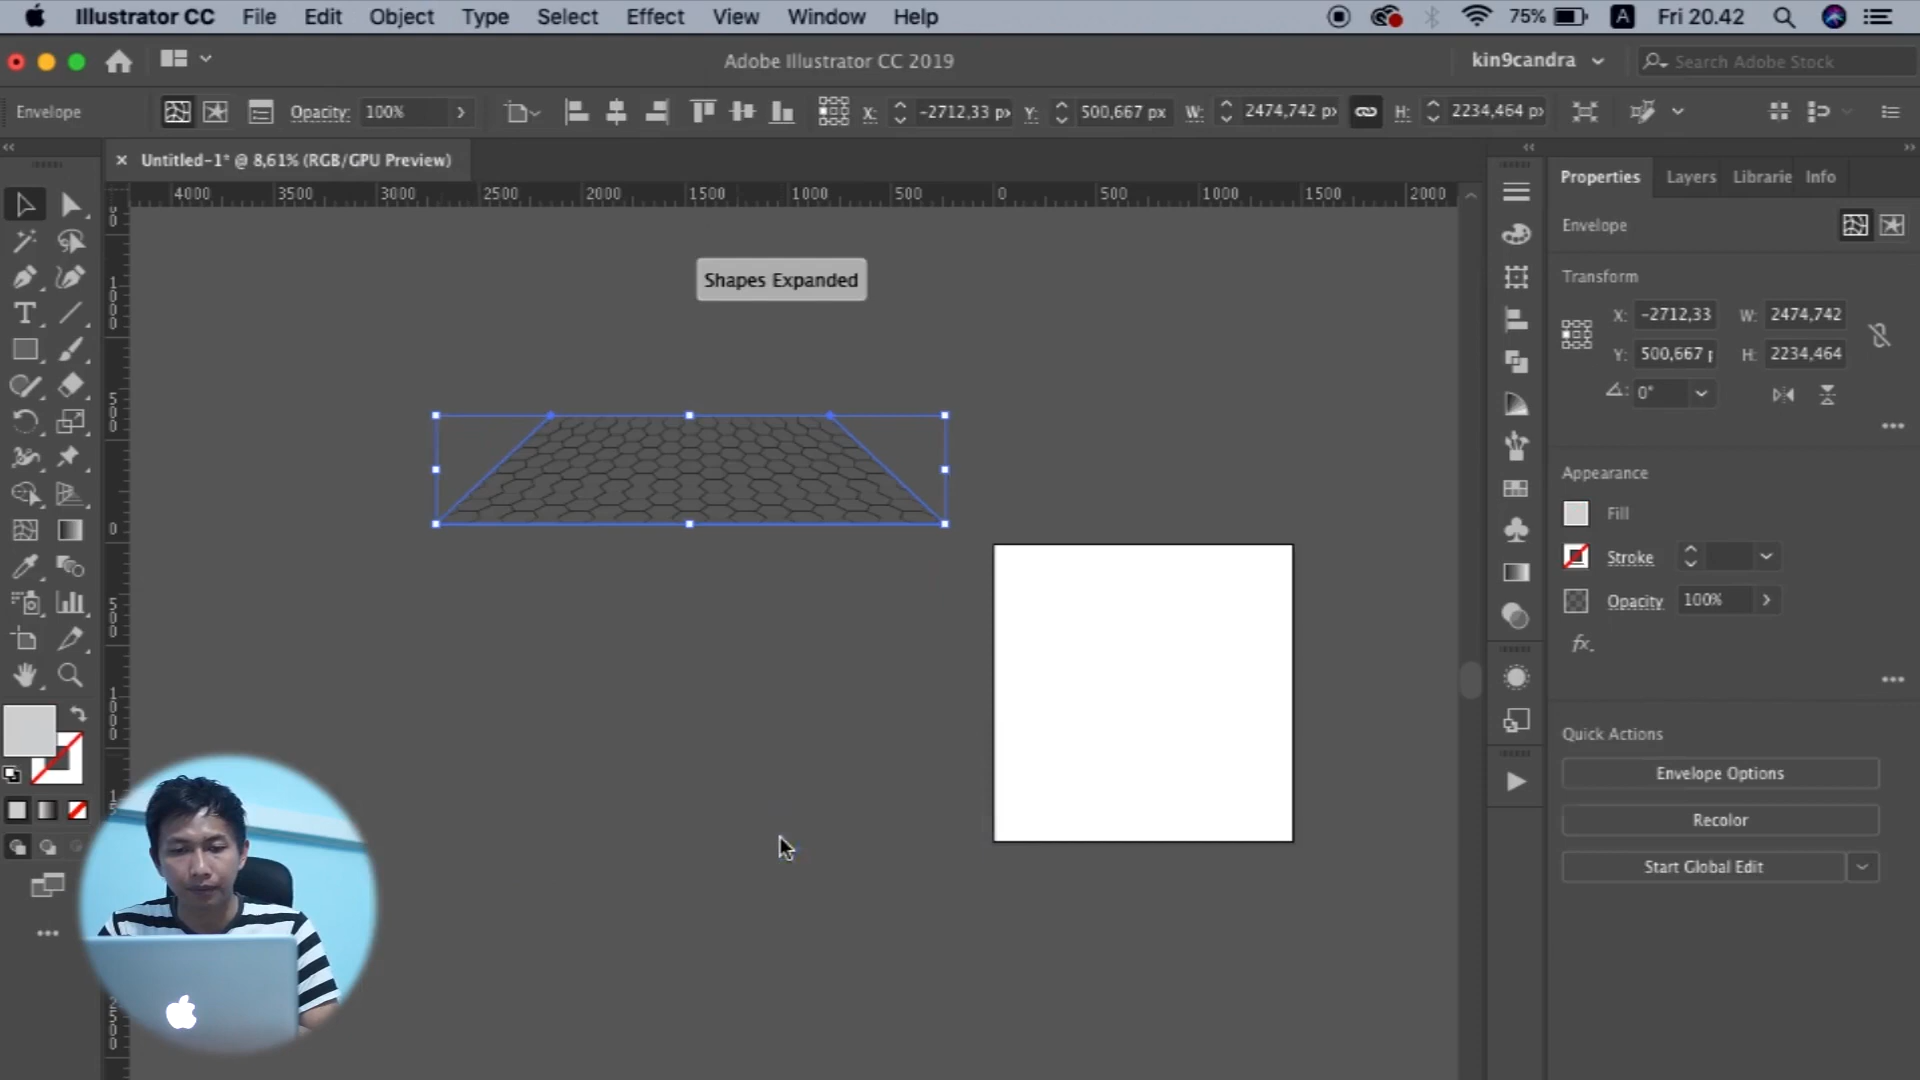 Illustrator CC File Edit Object Type Select Effect View Window Help 75% A Fri 20.42
Adobe Illustrator CC 2019 kin9candra Search Adobe Stock
Envelope Opacity: 100% X: -2712,33 px Y: 500,667 px W: 2474,742 px H: 2234,464 px
Untitled-1* @ 8,61% (RGB/GPU Preview)
4000 3500 3000 2500 2000 1500 1000 500 0 500 1000 1500 2000
Properties Layers Librarie Info
Envelope
Shapes Expanded
Transform
X: -2712,33 W: 2474,742
Y: 500,667 H: 2234,464
0°
Appearance
Fill
Stroke
Opacity 100%
fx.
Quick Actions
Envelope Options
Recolor
Start Global Edit